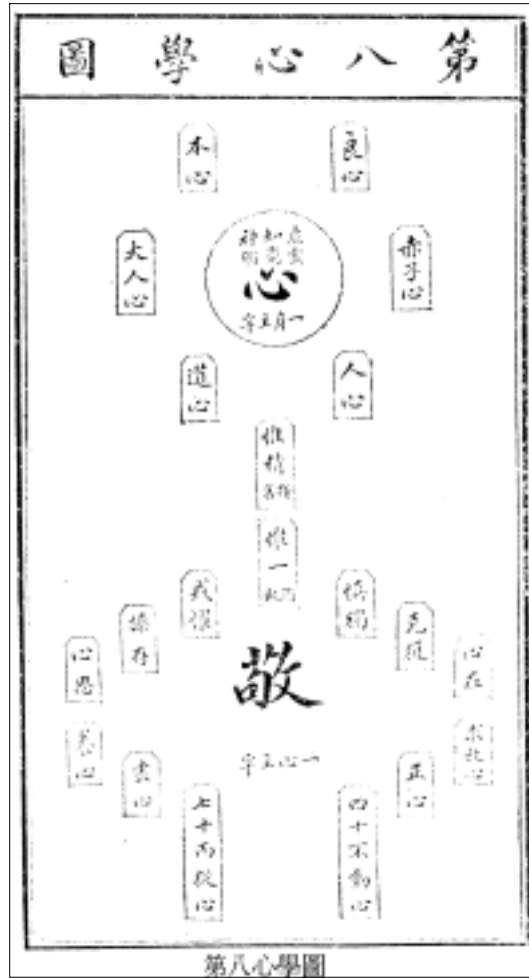 第八心學圖
良心
本心
虛靈
知覺
神明
心
一身主宰
赤子心
大人心
人心
道心
惟精
惟一
慎獨
戒懼
克復
操存
心在
心思
敬
一心主宰
求放心
養心
正心
盡心
四十不動心
七十而從心
第八心學圖